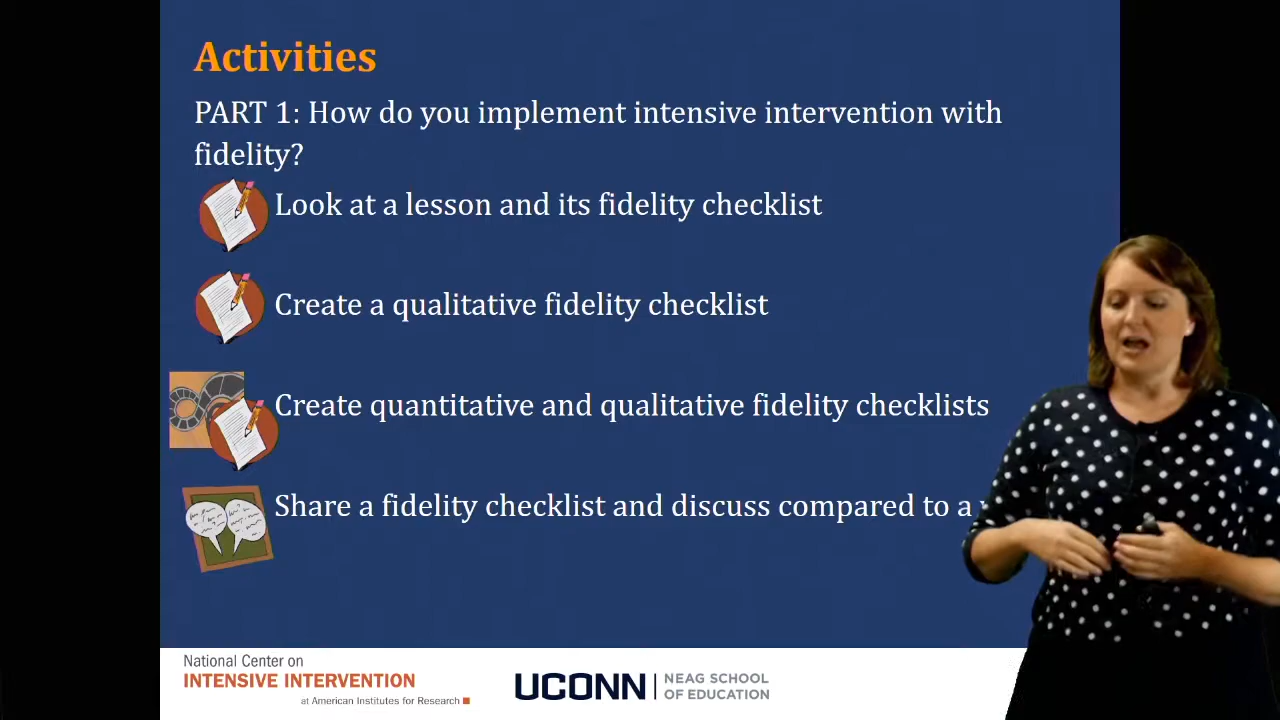 Activities
PART 1: How do you implement intensive intervention with
fidelity?
Look at a lesson and its fidelity checklist
Create a qualitative fidelity checklist
Create quantitative and qualitative fidelity checklists
Share a fidelity checklist and discuss compared to a
National Center on
INTENSIVE INTERVENTION
at American Institutes for Research
UCONN
NEAG SCHOOL
OF EDUCATION